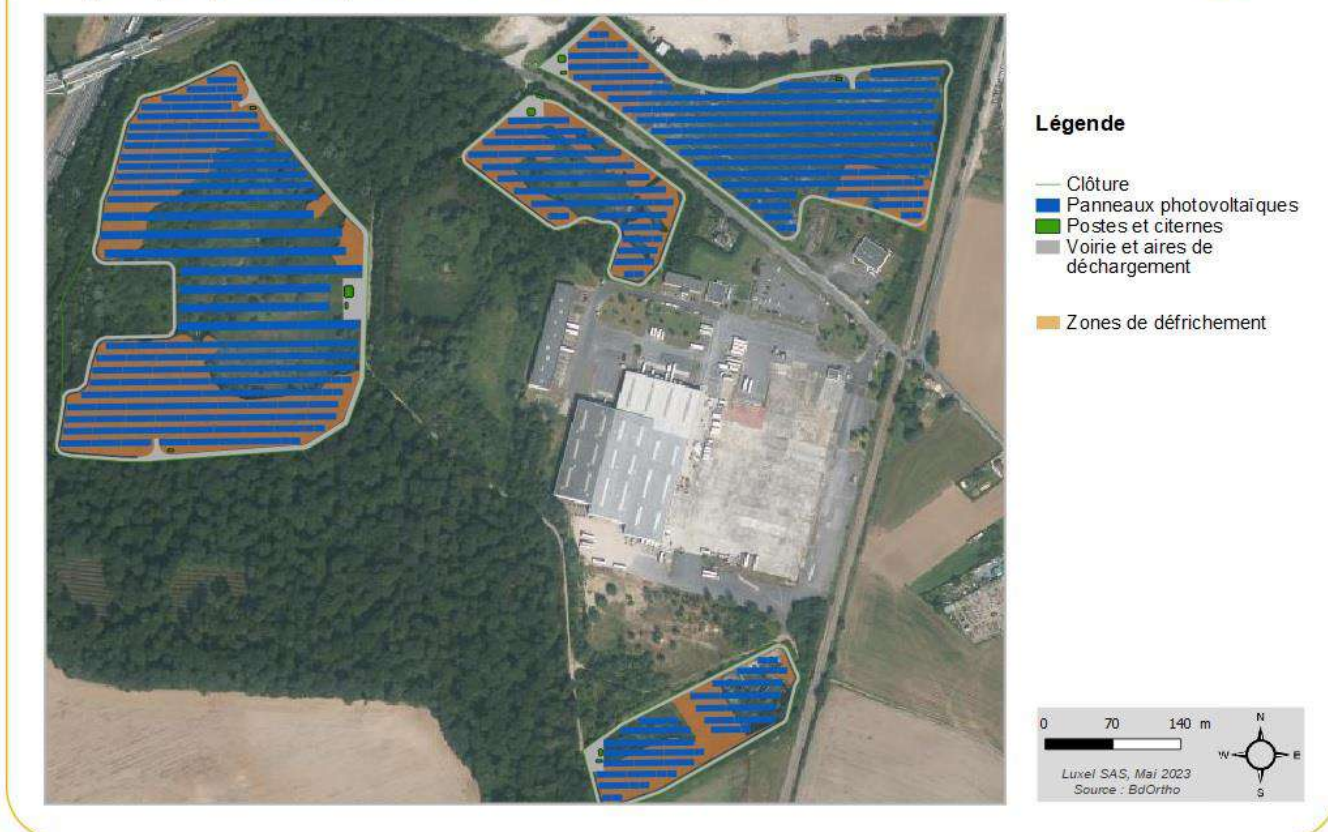 Légende
Clôture
Panneaux photovoltaïques
Postes et citernes
Voirie et aires de
déchargement
Zones de défrichement
0 70 140 m
N
W E
S
Luxel SAS, Mai 2023
Source : BdOrtho